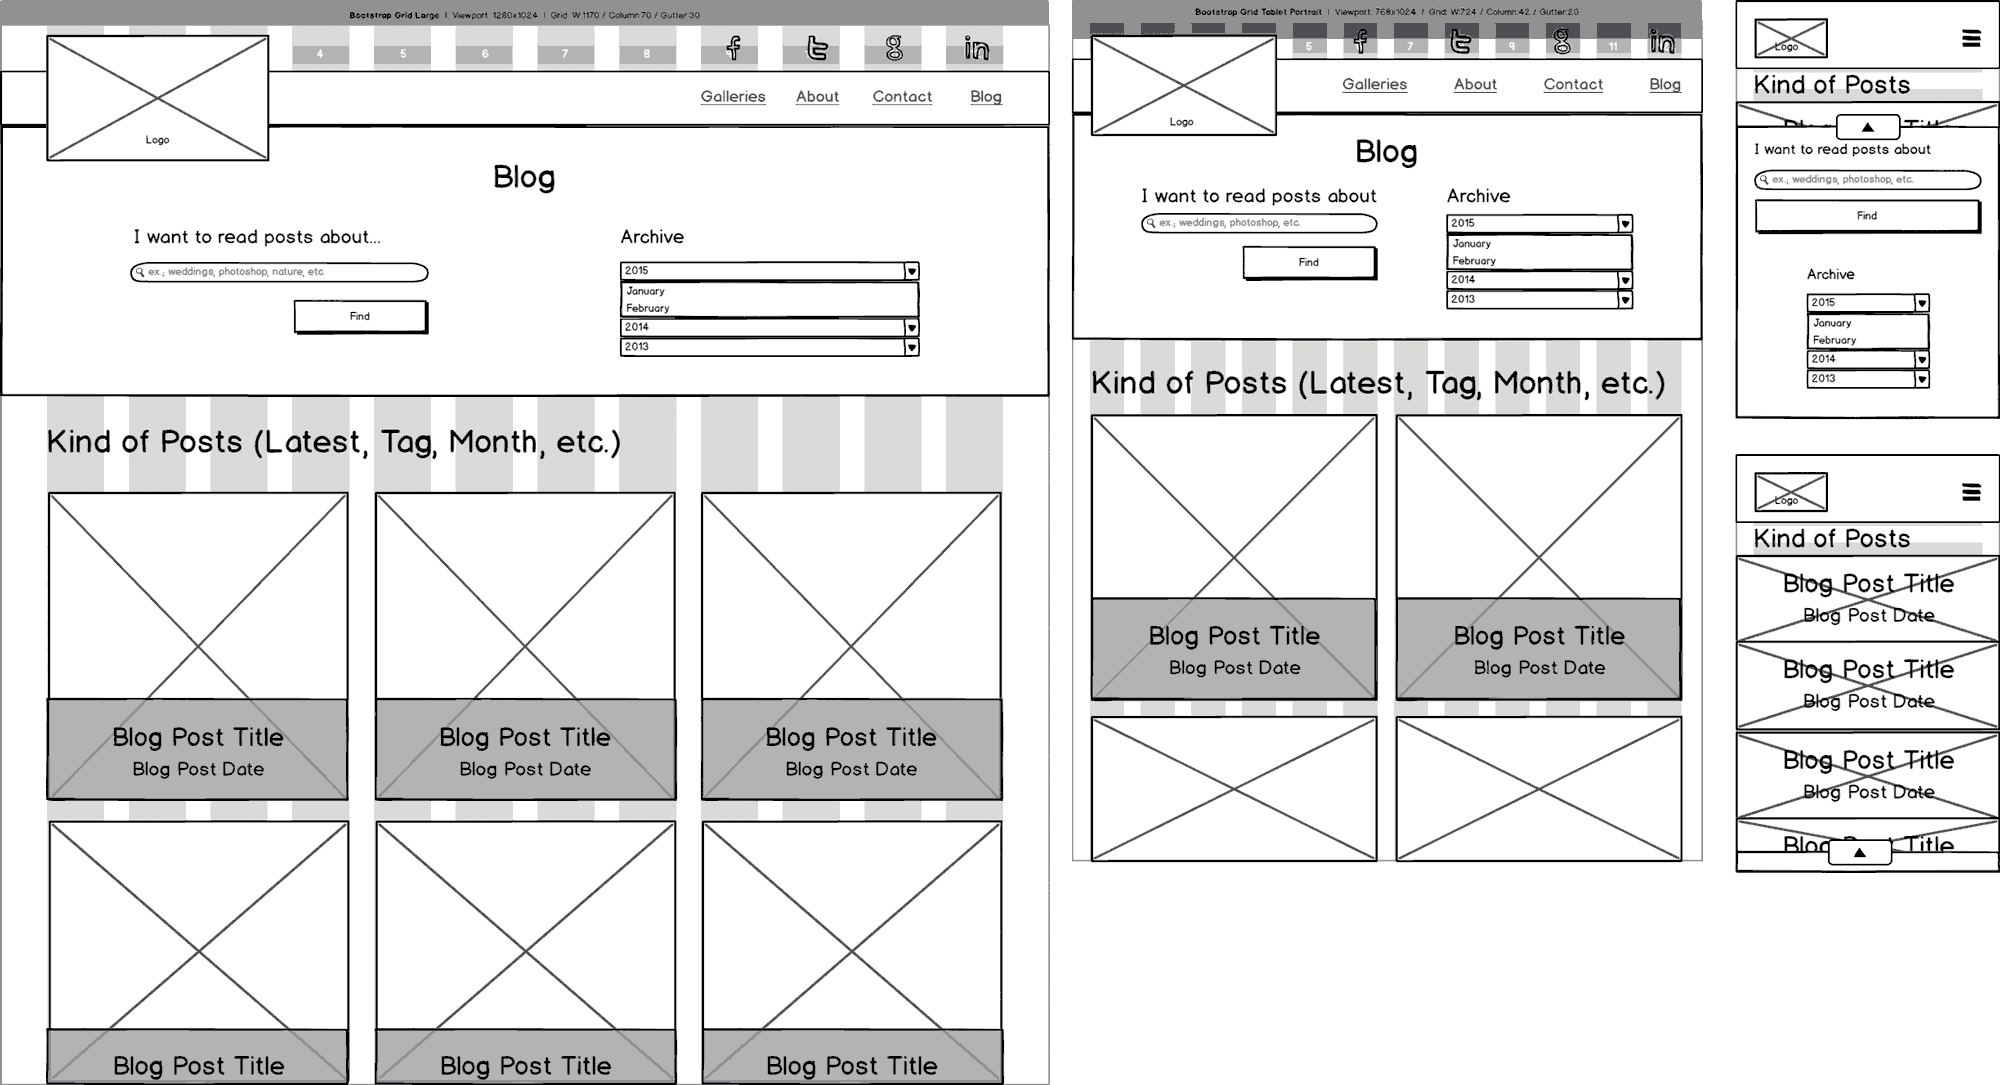 Bootstrap Grid Large | Viewport: 1280x1024 | Grid: W:1170 / Column:70 / Gutter:30
4 5 6 7 8
Logo
Galleries About Contact Blog
Blog
I want to read posts about...
ex.; weddings, photoshop, nature, etc.
Find
Archive
2015
January
February
2014
2013
Kind of Posts (Latest, Tag, Month, etc.)
Blog Post Title
Blog Post Date
Blog Post Title
Blog Post Date
Blog Post Title
Blog Post Date
Blog Post Title
Blog Post Title
Blog Post Title
Bootstrap Grid Tablet Portrait | Viewport: 768x1024 | Grid: W:724 / Column:42 / Gutter:20
5 7 9 11
Logo
Galleries About Contact Blog
Blog
I want to read posts about
ex.; weddings, photoshop, etc.
Find
Archive
2015
January
February
2014
2013
Kind of Posts (Latest, Tag, Month, etc.)
Blog Post Title
Blog Post Date
Blog Post Title
Blog Post Date
Logo
Kind of Posts
I want to read posts about
ex.; weddings, photoshop, etc.
Find
Archive
2015
January
February
2014
2013
Logo
Kind of Posts
Blog Post Title
Blog Post Date
Blog Post Title
Blog Post Date
Blog Post Title
Blog Post Date
Blog Title